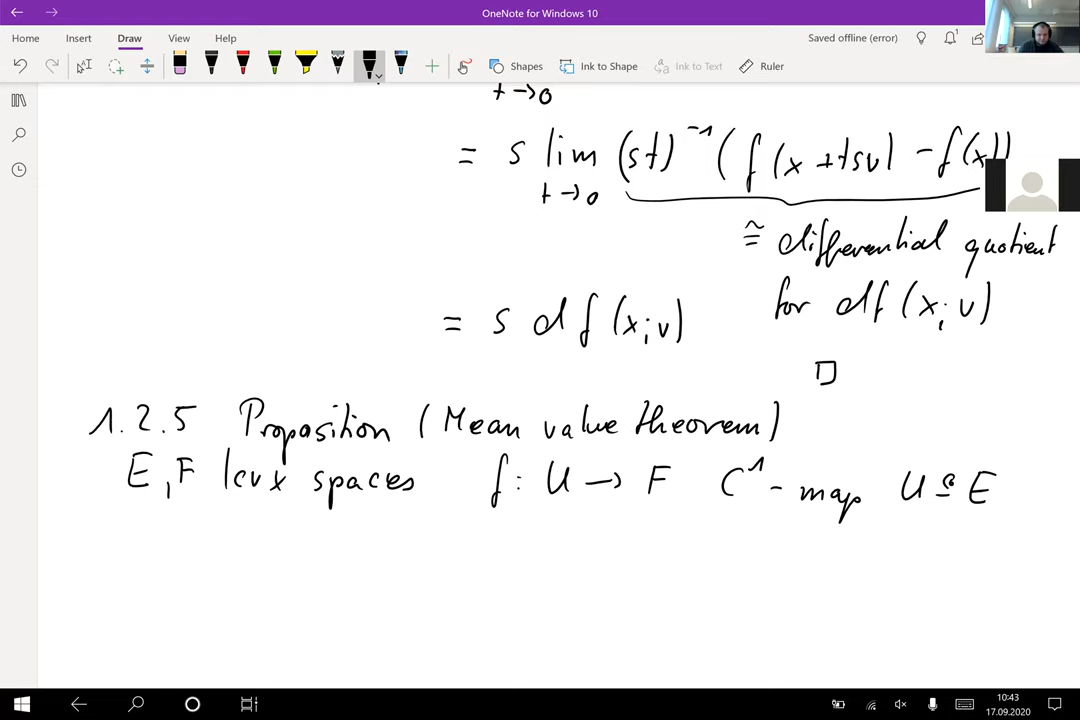 OneNote for Windows 10
Home Insert Draw View Help Saved offline (error)
Shapes Ink to Shape Ink to Text Ruler
t → 0
= s lim (st)⁻¹ ( f(x + tsv) - f(x))
t → 0
≅ differential quotient
for df(x; v)
= s df(x; v)
□
1.2.5 Proposition (Mean value theorem)
E, F lcvx spaces f: U → F C¹-map U ⊆ E
10:43
17.09.2020